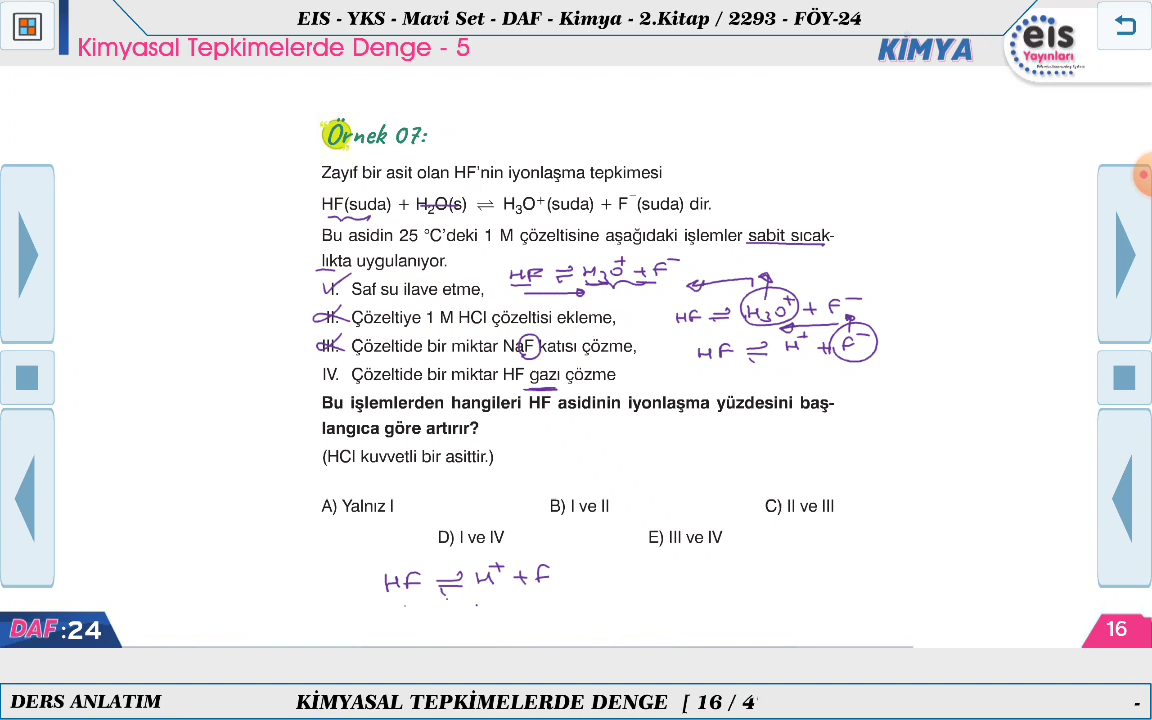 EIS - YKS - Mavi Set - DAF - Kimya - 2.Kitap / 2293 - FÖY-24
Kimyasal Tepkimelerde Denge - 5
KİMYA
eis
Yayınları
Örnek 07:
Zayıf bir asit olan HF'nin iyonlaşma tepkimesi
HF(suda) + H₂O(s) ⇌ H₃O⁺(suda) + F⁻(suda) dir.
Bu asidin 25 °C'deki 1 M çözeltisine aşağıdaki işlemler sabit sıcak-
lıkta uygulanıyor.
HF ⇌ H₃O⁺ + F⁻
I. Saf su ilave etme,
HF ⇌ H₃O⁺ + F⁻
II. Çözeltiye 1 M HCl çözeltisi ekleme,
HF ⇌ H⁺ + F⁻
III. Çözeltide bir miktar NaF katısı çözme,
IV. Çözeltide bir miktar HF gazı çözme
Bu işlemlerden hangileri HF asidinin iyonlaşma yüzdesini baş-
langıca göre artırır?
(HCl kuvvetli bir asittir.)
A) Yalnız I B) I ve II C) II ve III
D) I ve IV E) III ve IV
HF ⇌ H⁺ + F
DAF :24
16
DERS ANLATIM KİMYASAL TEPKİMELERDE DENGE [ 16 / 4 -